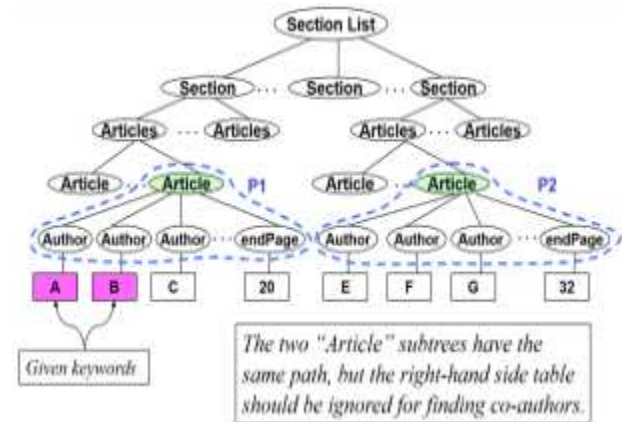 Section List
Section ... Section ... Section
Articles ... Articles Articles ... Articles
Article ... Article P1 Article ... Article P2
Author Author Author ... endPage Author Author Author ... endPage
A B C 20 E F G 32
Given keywords
The two "Article" subtrees have the
same path, but the right-hand side table
should be ignored for finding co-authors.